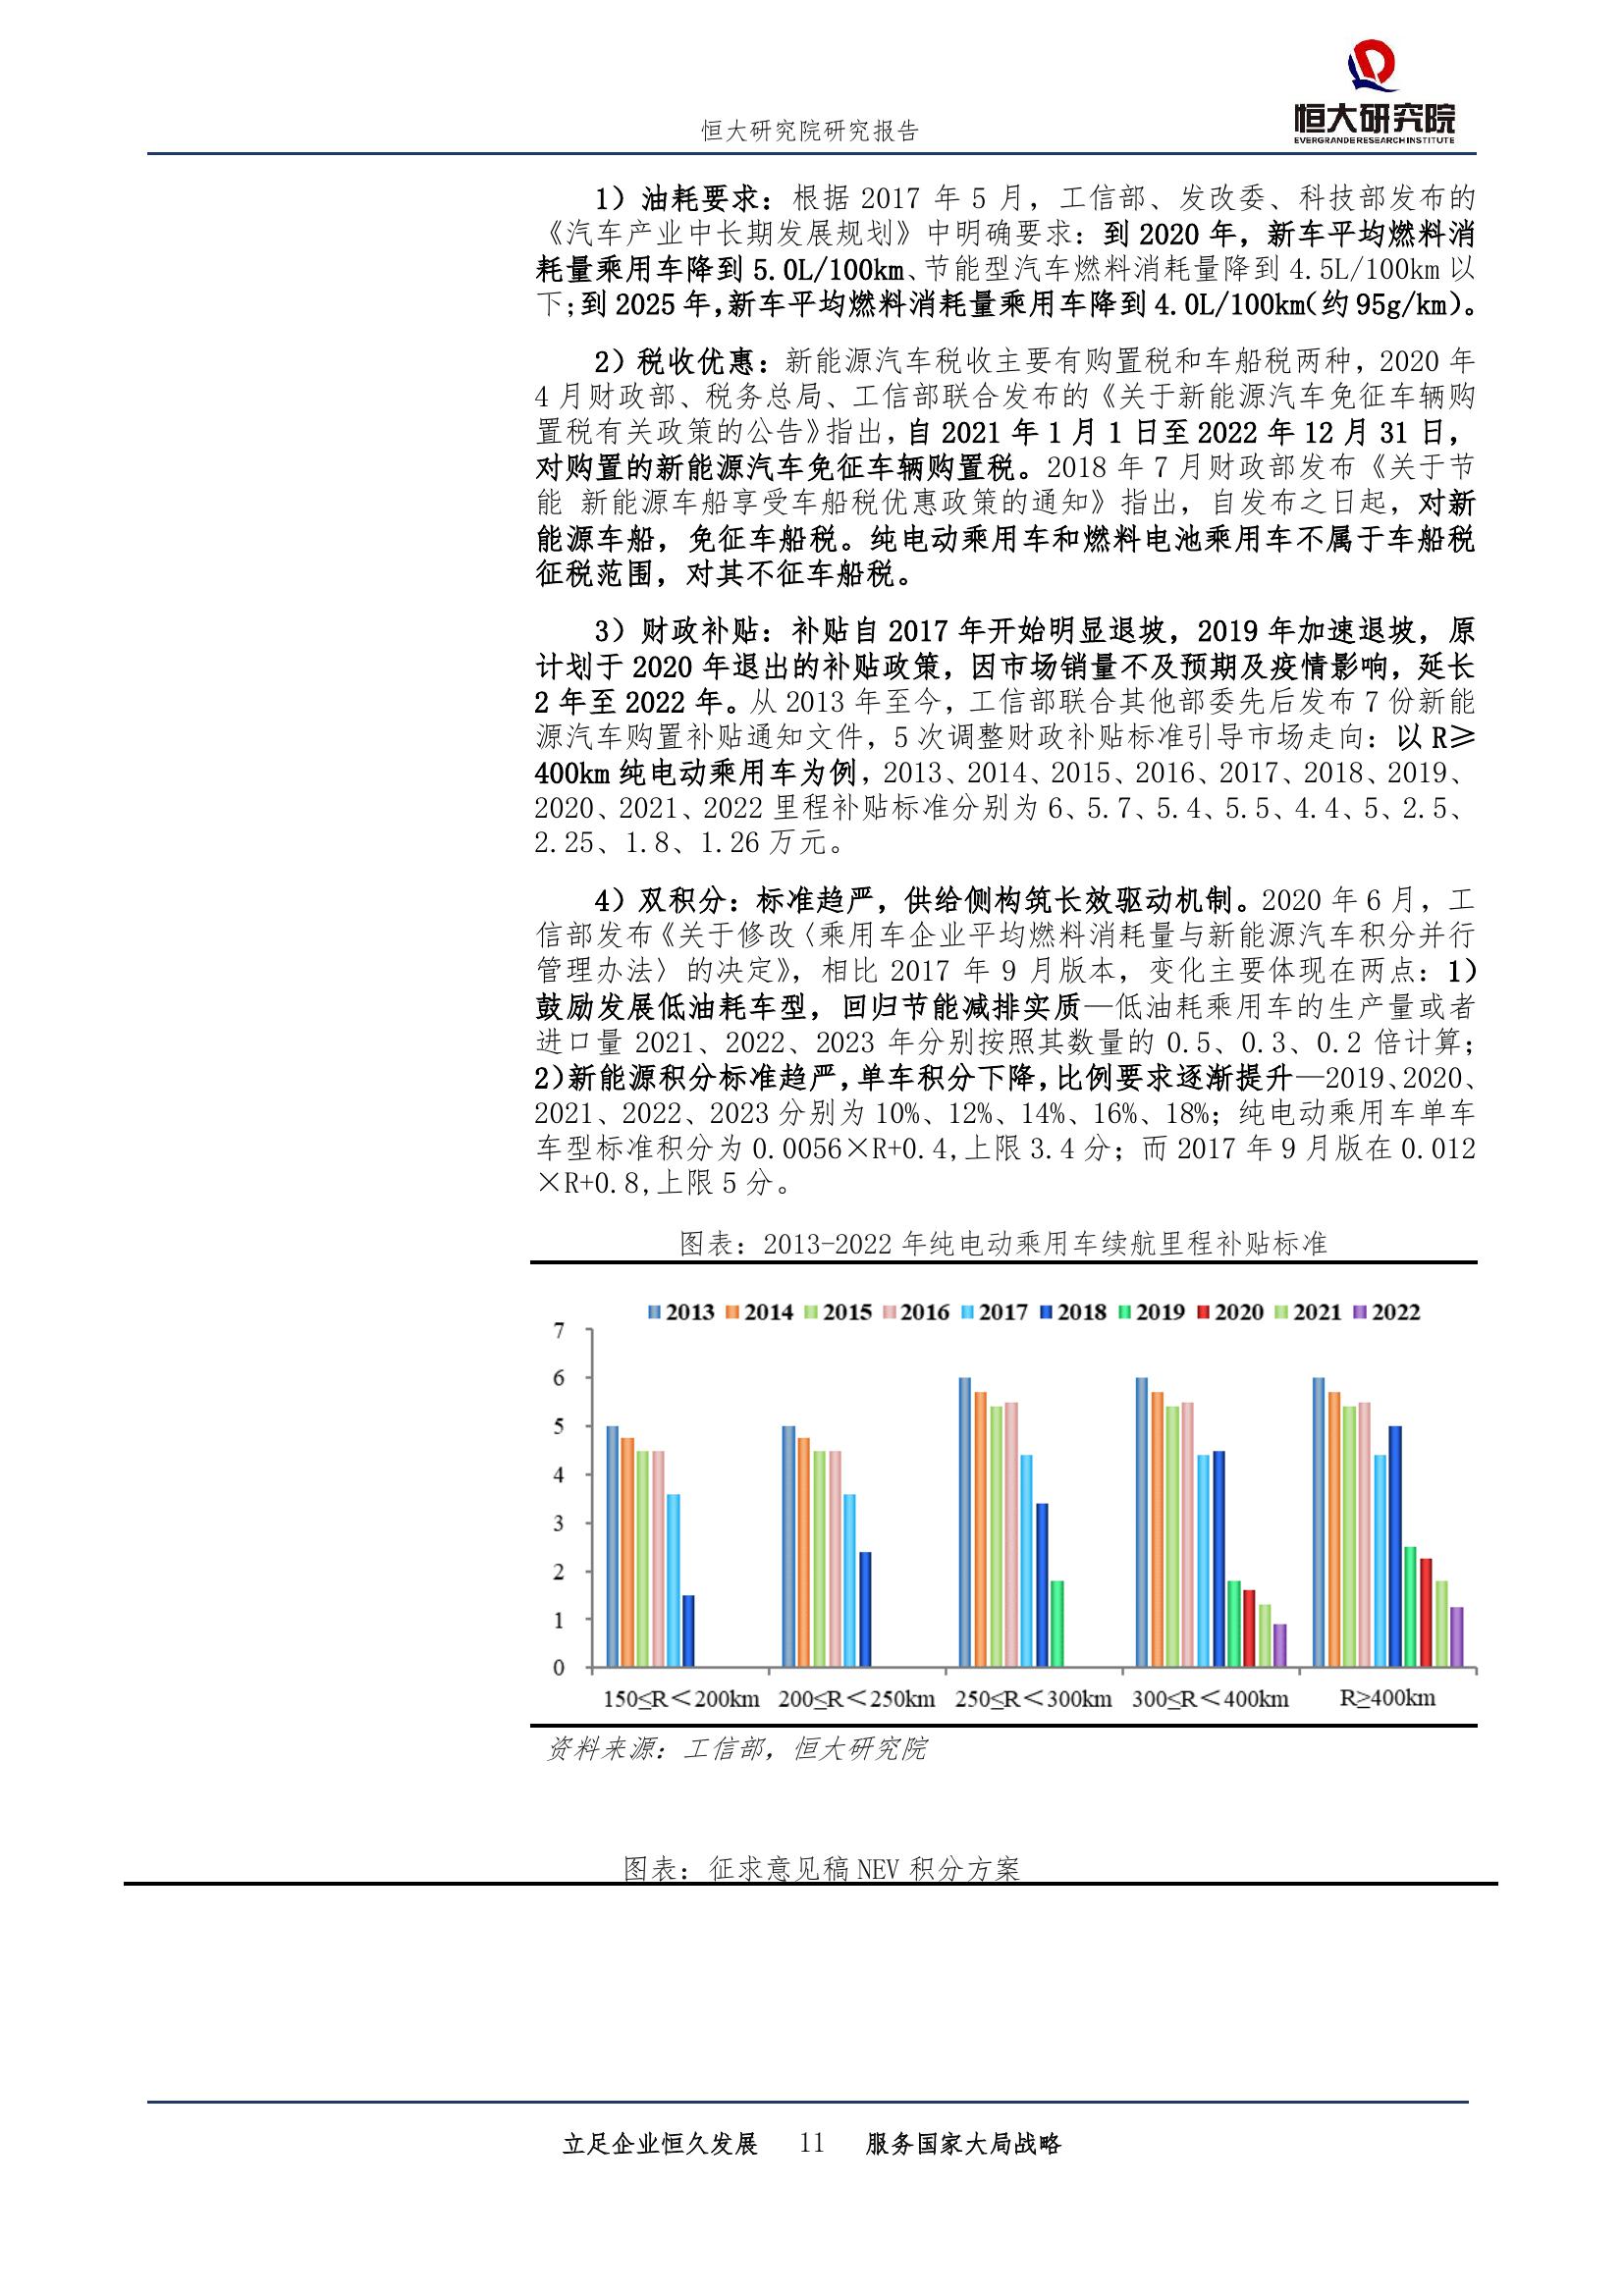 恒大研究院研究报告
恒大研究院
EVERGRANDE RESEARCH INSTITUTE
1）油耗要求：根据 2017 年 5 月，工信部、发改委、科技部发布的
《汽车产业中长期发展规划》中明确要求：到 2020 年，新车平均燃料消
耗量乘用车降到 5.0L/100km、节能型汽车燃料消耗量降到 4.5L/100km 以
下；到 2025 年，新车平均燃料消耗量乘用车降到 4.0L/100km（约 95g/km）。
2）税收优惠：新能源汽车税收主要有购置税和车船税两种，2020 年
4 月财政部、税务总局、工信部联合发布的《关于新能源汽车免征车辆购
置税有关政策的公告》指出，自 2021 年 1 月 1 日至 2022 年 12 月 31 日，
对购置的新能源汽车免征车辆购置税。2018 年 7 月财政部发布《关于节
能 新能源车船享受车船税优惠政策的通知》指出，自发布之日起，对新
能源车船，免征车船税。纯电动乘用车和燃料电池乘用车不属于车船税
征税范围，对其不征车船税。
3）财政补贴：补贴自 2017 年开始明显退坡，2019 年加速退坡，原
计划于 2020 年退出的补贴政策，因市场销量不及预期及疫情影响，延长
2 年至 2022 年。从 2013 年至今，工信部联合其他部委先后发布 7 份新能
源汽车购置补贴通知文件，5 次调整财政补贴标准引导市场走向：以 R≥
400km 纯电动乘用车为例，2013、2014、2015、2016、2017、2018、2019、
2020、2021、2022 里程补贴标准分别为 6、5.7、5.4、5.5、4.4、5、2.5、
2.25、1.8、1.26 万元。
4）双积分：标准趋严，供给侧构筑长效驱动机制。2020 年 6 月，工
信部发布《关于修改〈乘用车企业平均燃料消耗量与新能源汽车积分并行
管理办法〉的决定》，相比 2017 年 9 月版本，变化主要体现在两点：1）
鼓励发展低油耗车型，回归节能减排实质—低油耗乘用车的生产量或者
进口量 2021、2022、2023 年分别按照其数量的 0.5、0.3、0.2 倍计算；
2）新能源积分标准趋严，单车积分下降，比例要求逐渐提升—2019、2020、
2021、2022、2023 分别为 10%、12%、14%、16%、18%；纯电动乘用车单车
车型标准积分为 0.0056×R+0.4,上限 3.4 分；而 2017 年 9 月版在 0.012
×R+0.8,上限 5 分。
图表：2013-2022 年纯电动乘用车续航里程补贴标准
2013 2014 2015 2016 2017 2018 2019 2020 2021 2022
7
6
5
4
3
2
1
0
150≤R＜200km 200≤R＜250km 250≤R＜300km 300≤R＜400km R≥400km
资料来源：工信部，恒大研究院
图表：征求意见稿 NEV 积分方案
立足企业恒久发展 11 服务国家大局战略